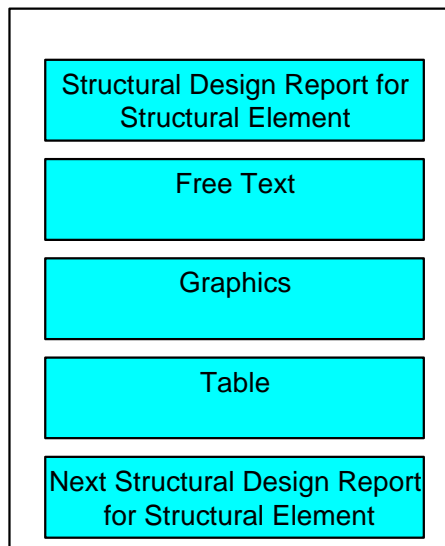 Structural Design Report for
Structural Element
Free Text
Graphics
Table
Next Structural Design Report
for Structural Element